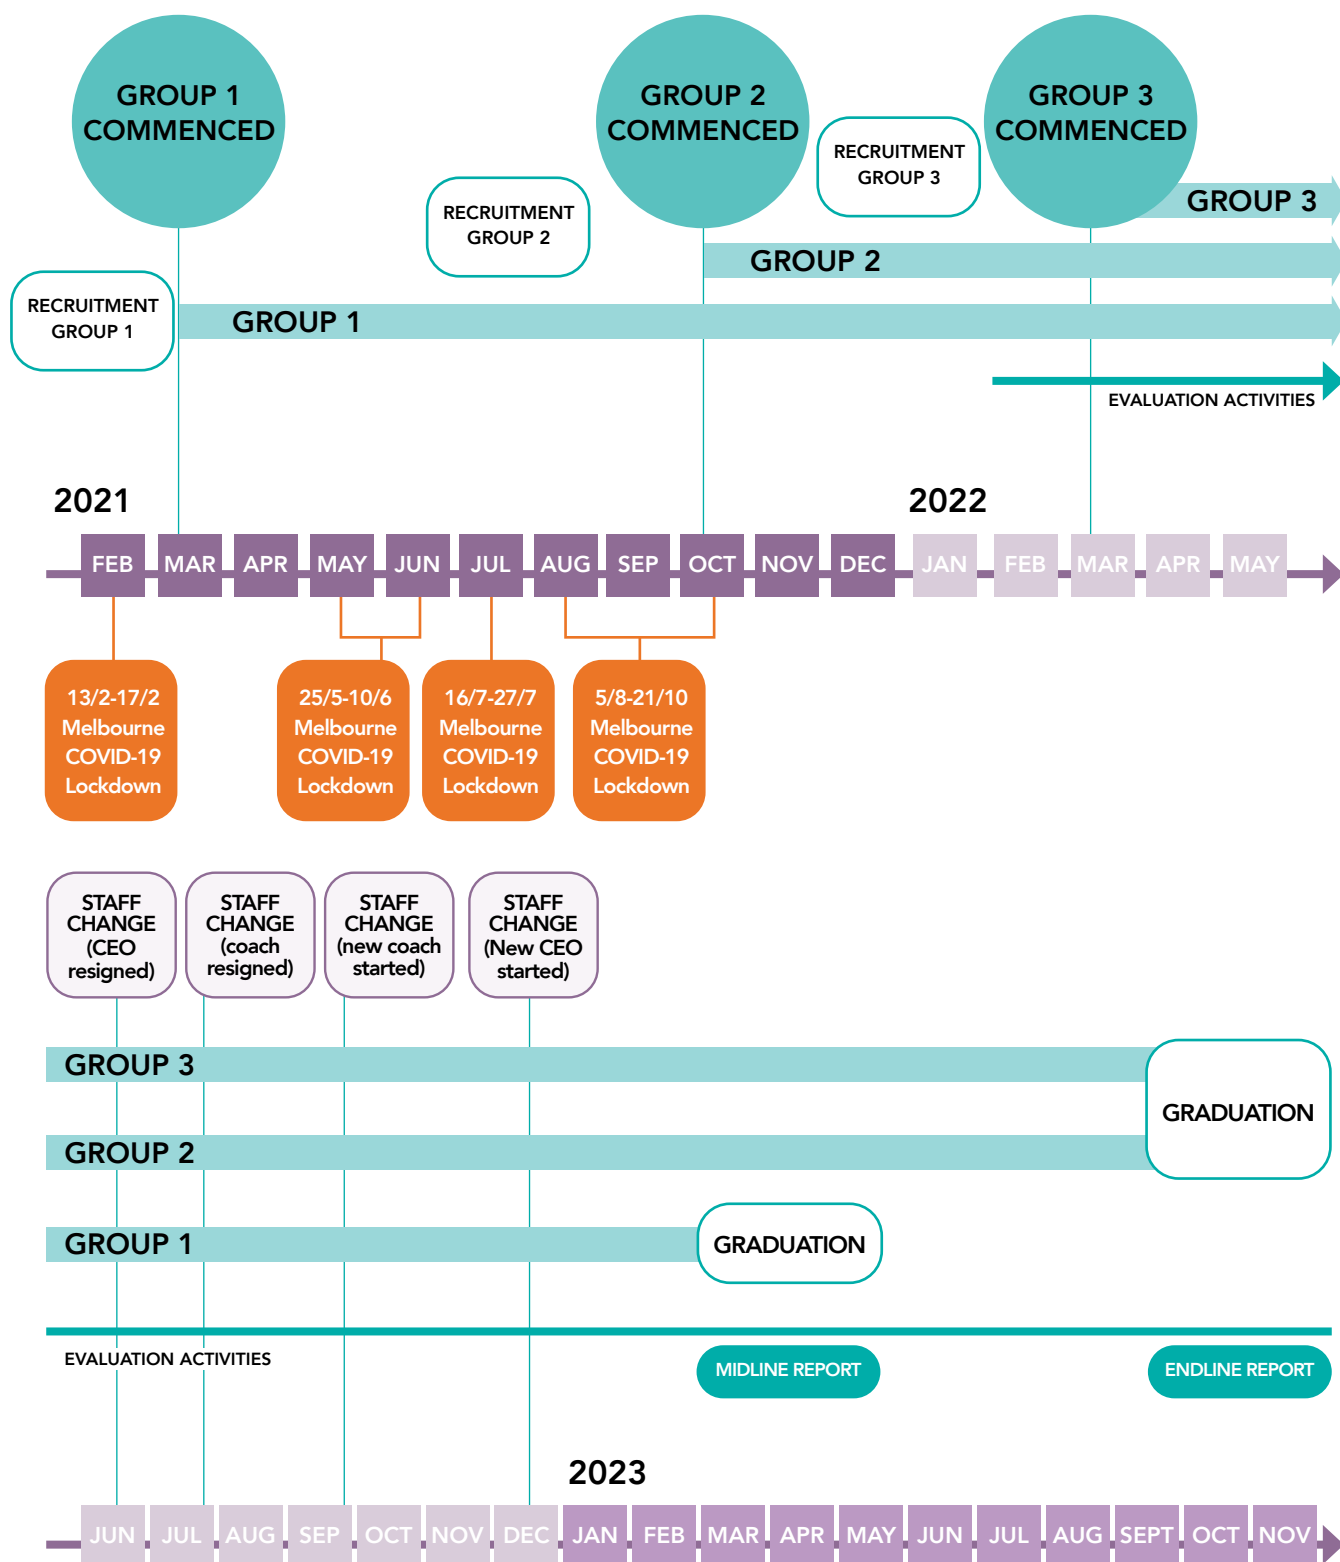 GROUP 1
COMMENCED
GROUP 2
COMMENCED
GROUP 3
COMMENCED
RECRUITMENT
GROUP 3
RECRUITMENT
GROUP 2
RECRUITMENT
GROUP 1
GROUP 3
GROUP 2
GROUP 1
EVALUATION ACTIVITIES
2021
2022
FEB MAR APR MAY JUN JUL AUG SEP OCT NOV DEC JAN FEB MAR APR MAY
13/2-17/2
Melbourne
COVID-19
Lockdown
25/5-10/6
Melbourne
COVID-19
Lockdown
16/7-27/7
Melbourne
COVID-19
Lockdown
5/8-21/10
Melbourne
COVID-19
Lockdown
STAFF
CHANGE
(CEO
resigned)
STAFF
CHANGE
(coach
resigned)
STAFF
CHANGE
(new coach
started)
STAFF
CHANGE
(New CEO
started)
GROUP 3
GROUP 2
GRADUATION
GROUP 1
GRADUATION
EVALUATION ACTIVITIES
MIDLINE REPORT
ENDLINE REPORT
2023
JUN JUL AUG SEP OCT NOV DEC JAN FEB MAR APR MAY JUN JUL AUG SEPT OCT NOV